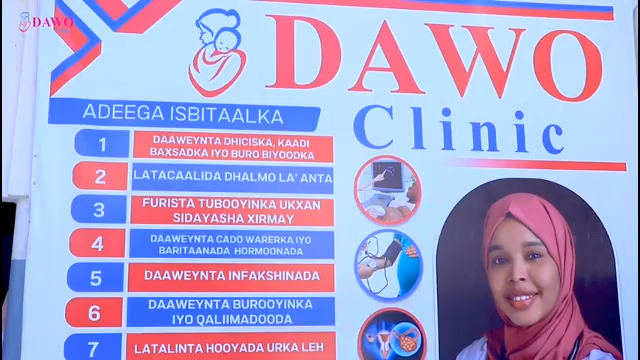 DAWO
DAWO
Clinic
ADEEGA ISBITAALKA
1
DAAWEYNTA DHICISKA, KAADI
BAXSADKA IYO BURO BIYOODKA
2
LATACAALIDA DHALMO LA' ANTA
3
FURISTA TUBOOYINKA UKXAN
SIDAYASHA XIRMAY
4
DAAWEYNTA CADO WARERKA IYO
BARITAANADA HORMOONADA
5
DAAWEYNTA INFAKSHINADA
6
DAAWEYNTA BUROOYINKA
IYO QALIIMADOODA
7
LATALINTA HOOYADA URKA LEH